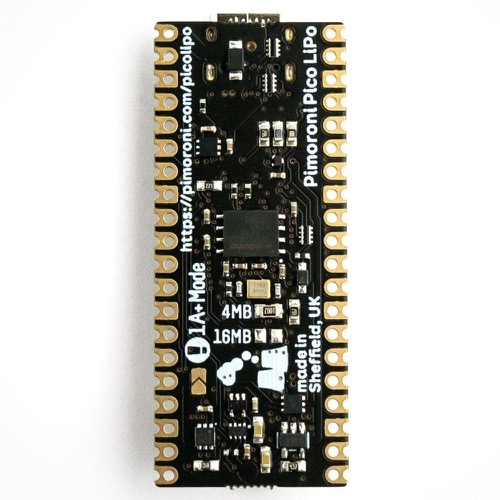 https://pimoroni.com/picolipo
Pimoroni Pico LiPo
1A+Mode
4MB
16MB
made in
Sheffield, UK